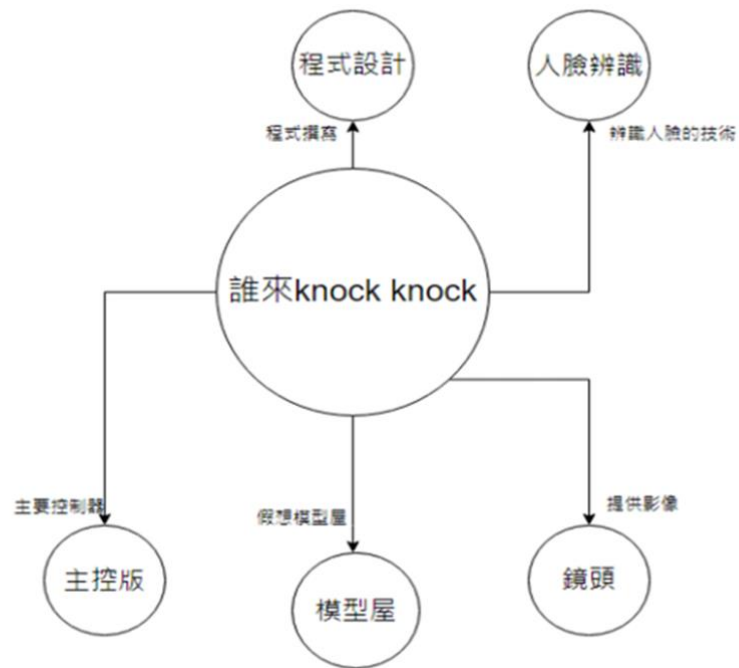 程式設計
人臉辨識
程式撰寫
辨識人臉的技術
誰來knock knock
主要控制器
假想模型屋
提供影像
主控版
模型屋
鏡頭